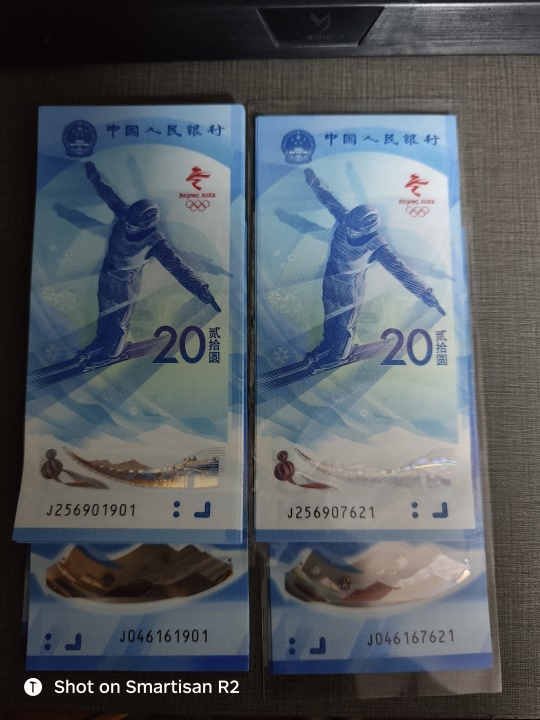 中国人民银行
BEIJING 2022
20 贰拾圆
J256901901
J046161901
中国人民银行
BEIJING 2022
20 贰拾圆
J256907621
J046167621
T Shot on Smartisan R2